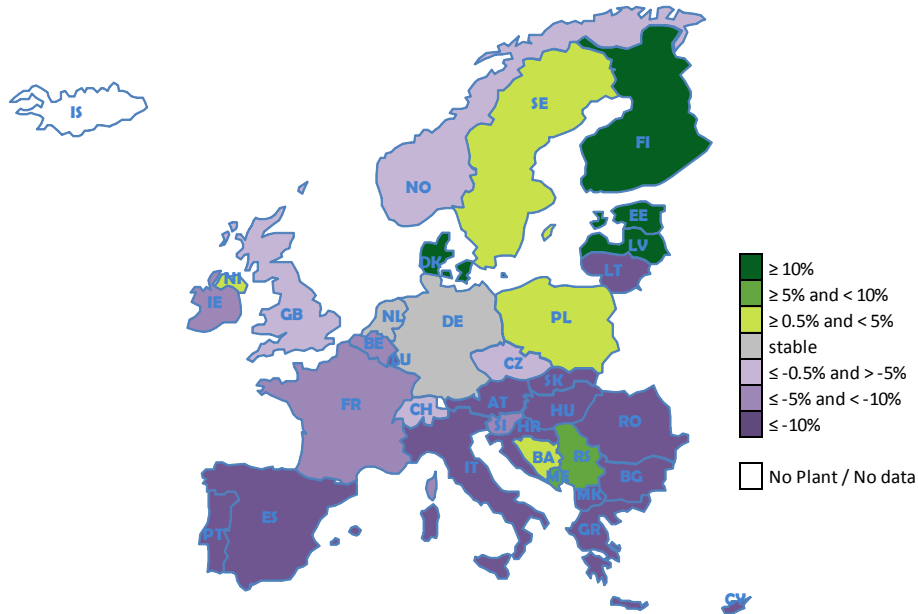 IS
SE
FI
NO
EE
LV
DK
LT
NI
IE
GB
NL
DE
PL
BE
AU
CZ
SK
FR
CH
AT
HU
RO
SI
HR
BA
RS
IT
ME
BG
MK
ES
PT
GR
CY
≥ 10%
≥ 5% and < 10%
≥ 0.5% and < 5%
stable
≤ -0.5% and > -5%
≤ -5% and < -10%
≤ -10%
No Plant / No data